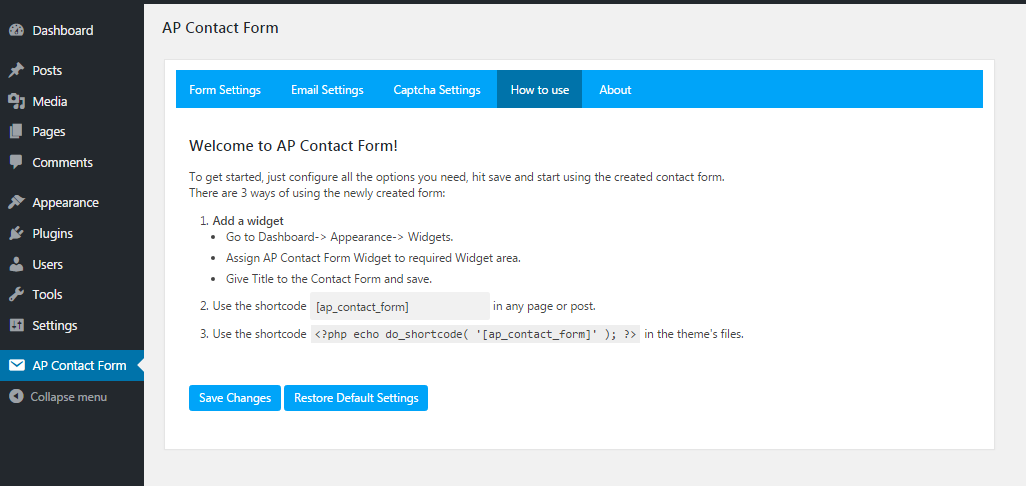 Dashboard
Posts
Media
Pages
Comments
Appearance
Plugins
Users
Tools
Settings
AP Contact Form
Collapse menu
AP Contact Form
Form Settings Email Settings Captcha Settings How to use About
Welcome to AP Contact Form!
To get started, just configure all the options you need, hit save and start using the created contact form.
There are 3 ways of using the newly created form:
1. Add a widget
• Go to Dashboard-> Appearance-> Widgets.
• Assign AP Contact Form Widget to required Widget area.
• Give Title to the Contact Form and save.
2. Use the shortcode [ap_contact_form] in any page or post.
3. Use the shortcode <?php echo do_shortcode( '[ap_contact_form]' ); ?> in the theme's files.
Save Changes Restore Default Settings